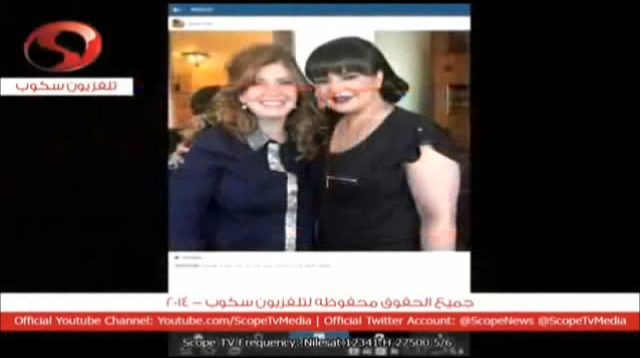 تلفزيون سكوب
جميع الحقوق محفوظة لتلفزيون سكوب - ٢٠١٤
Official Youtube Channel: Youtube.com/ScopeTvMedia | Official Twitter Account: @ScopeNews @ScopeTVMedia
Scope TV Frequency: Nilesat 12341 H 27500 5/6